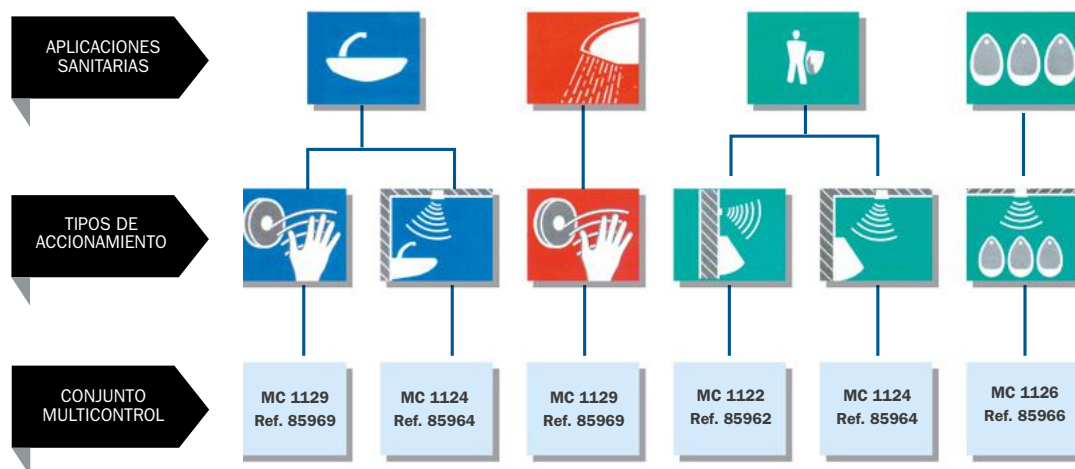 APLICACIONES
SANITARIAS
TIPOS DE
ACCIONAMIENTO
CONJUNTO
MULTICONTROL
MC 1129
Ref. 85969
MC 1124
Ref. 85964
MC 1129
Ref. 85969
MC 1122
Ref. 85962
MC 1124
Ref. 85964
MC 1126
Ref. 85966